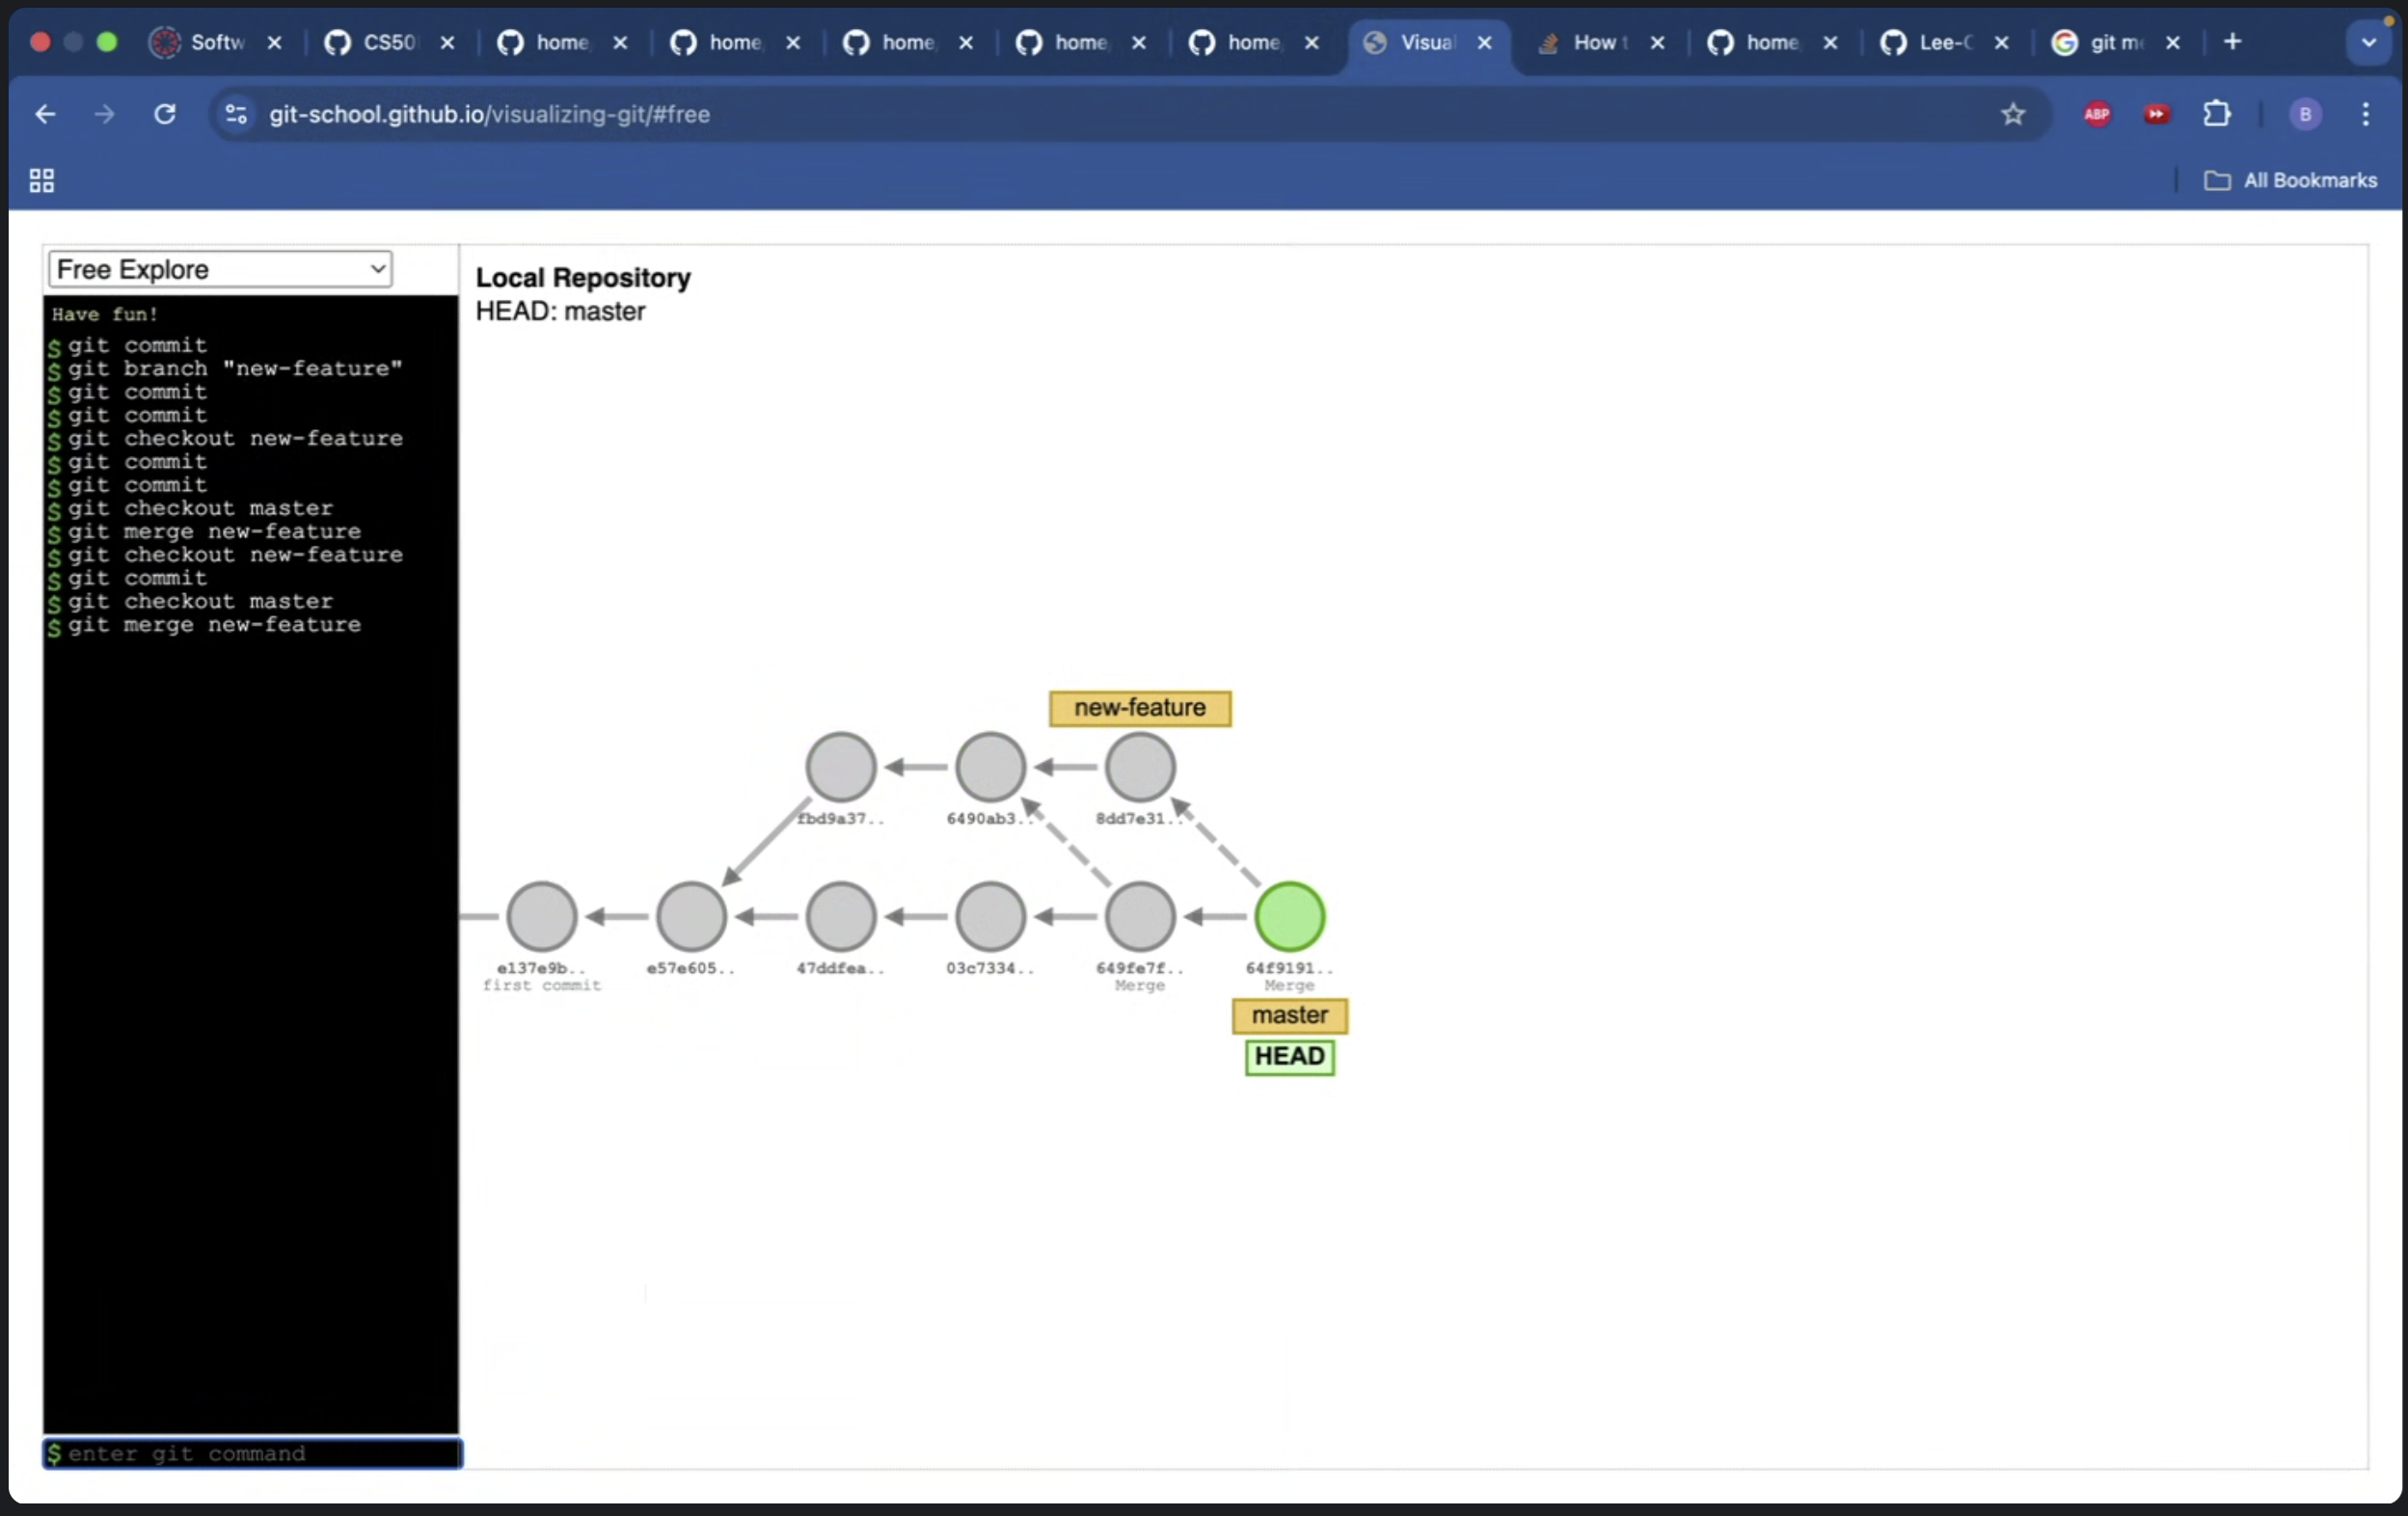 Softw
CS50
home
home
home
home
home
Visual
How t
home
Lee-C
git me
git-school.github.io/visualizing-git/#free
ABP
B
All Bookmarks
Free Explore
Have fun!
$ git commit
$ git branch "new-feature"
$ git commit
$ git commit
$ git checkout new-feature
$ git commit
$ git commit
$ git checkout master
$ git merge new-feature
$ git checkout new-feature
$ git commit
$ git checkout master
$ git merge new-feature
$ enter git command
Local Repository
HEAD: master
new-feature
fbd9a37..
6490ab3..
8dd7e31..
e137e9b..
first commit
e57e605..
47ddfea..
03c7334..
649fe7f..
Merge
64f9191..
Merge
master
HEAD